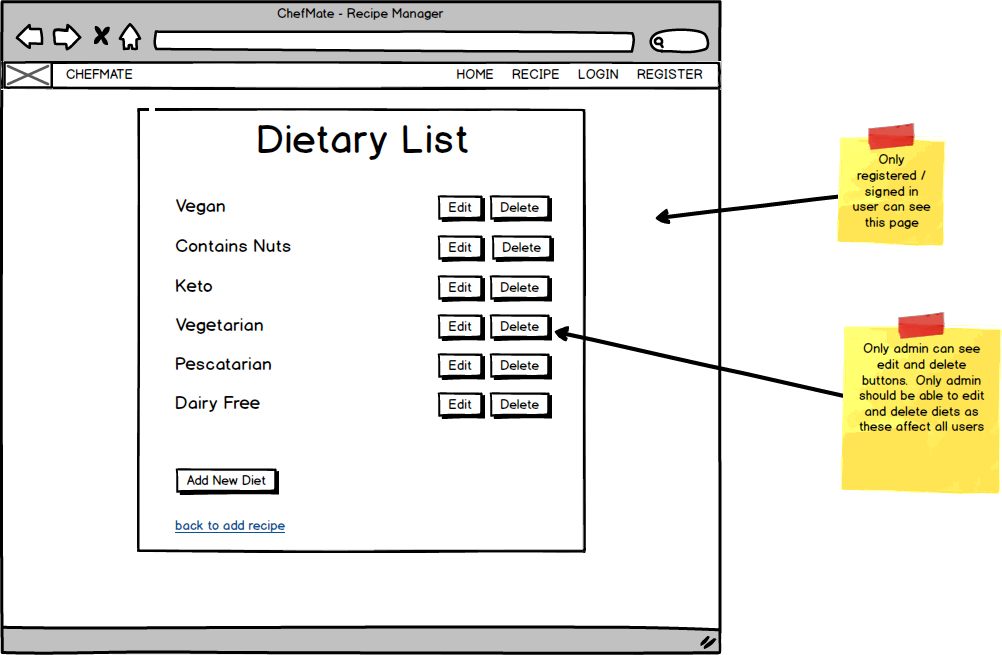 ChefMate - Recipe Manager
CHEFMATE HOME RECIPE LOGIN REGISTER
Dietary List
Vegan Edit Delete
Contains Nuts Edit Delete
Keto Edit Delete
Vegetarian Edit Delete
Pescatarian Edit Delete
Dairy Free Edit Delete
Add New Diet
back to add recipe
Only
registered /
signed in
user can see
this page
Only admin can see
edit and delete
buttons. Only admin
should be able to edit
and delete diets as
these affect all users